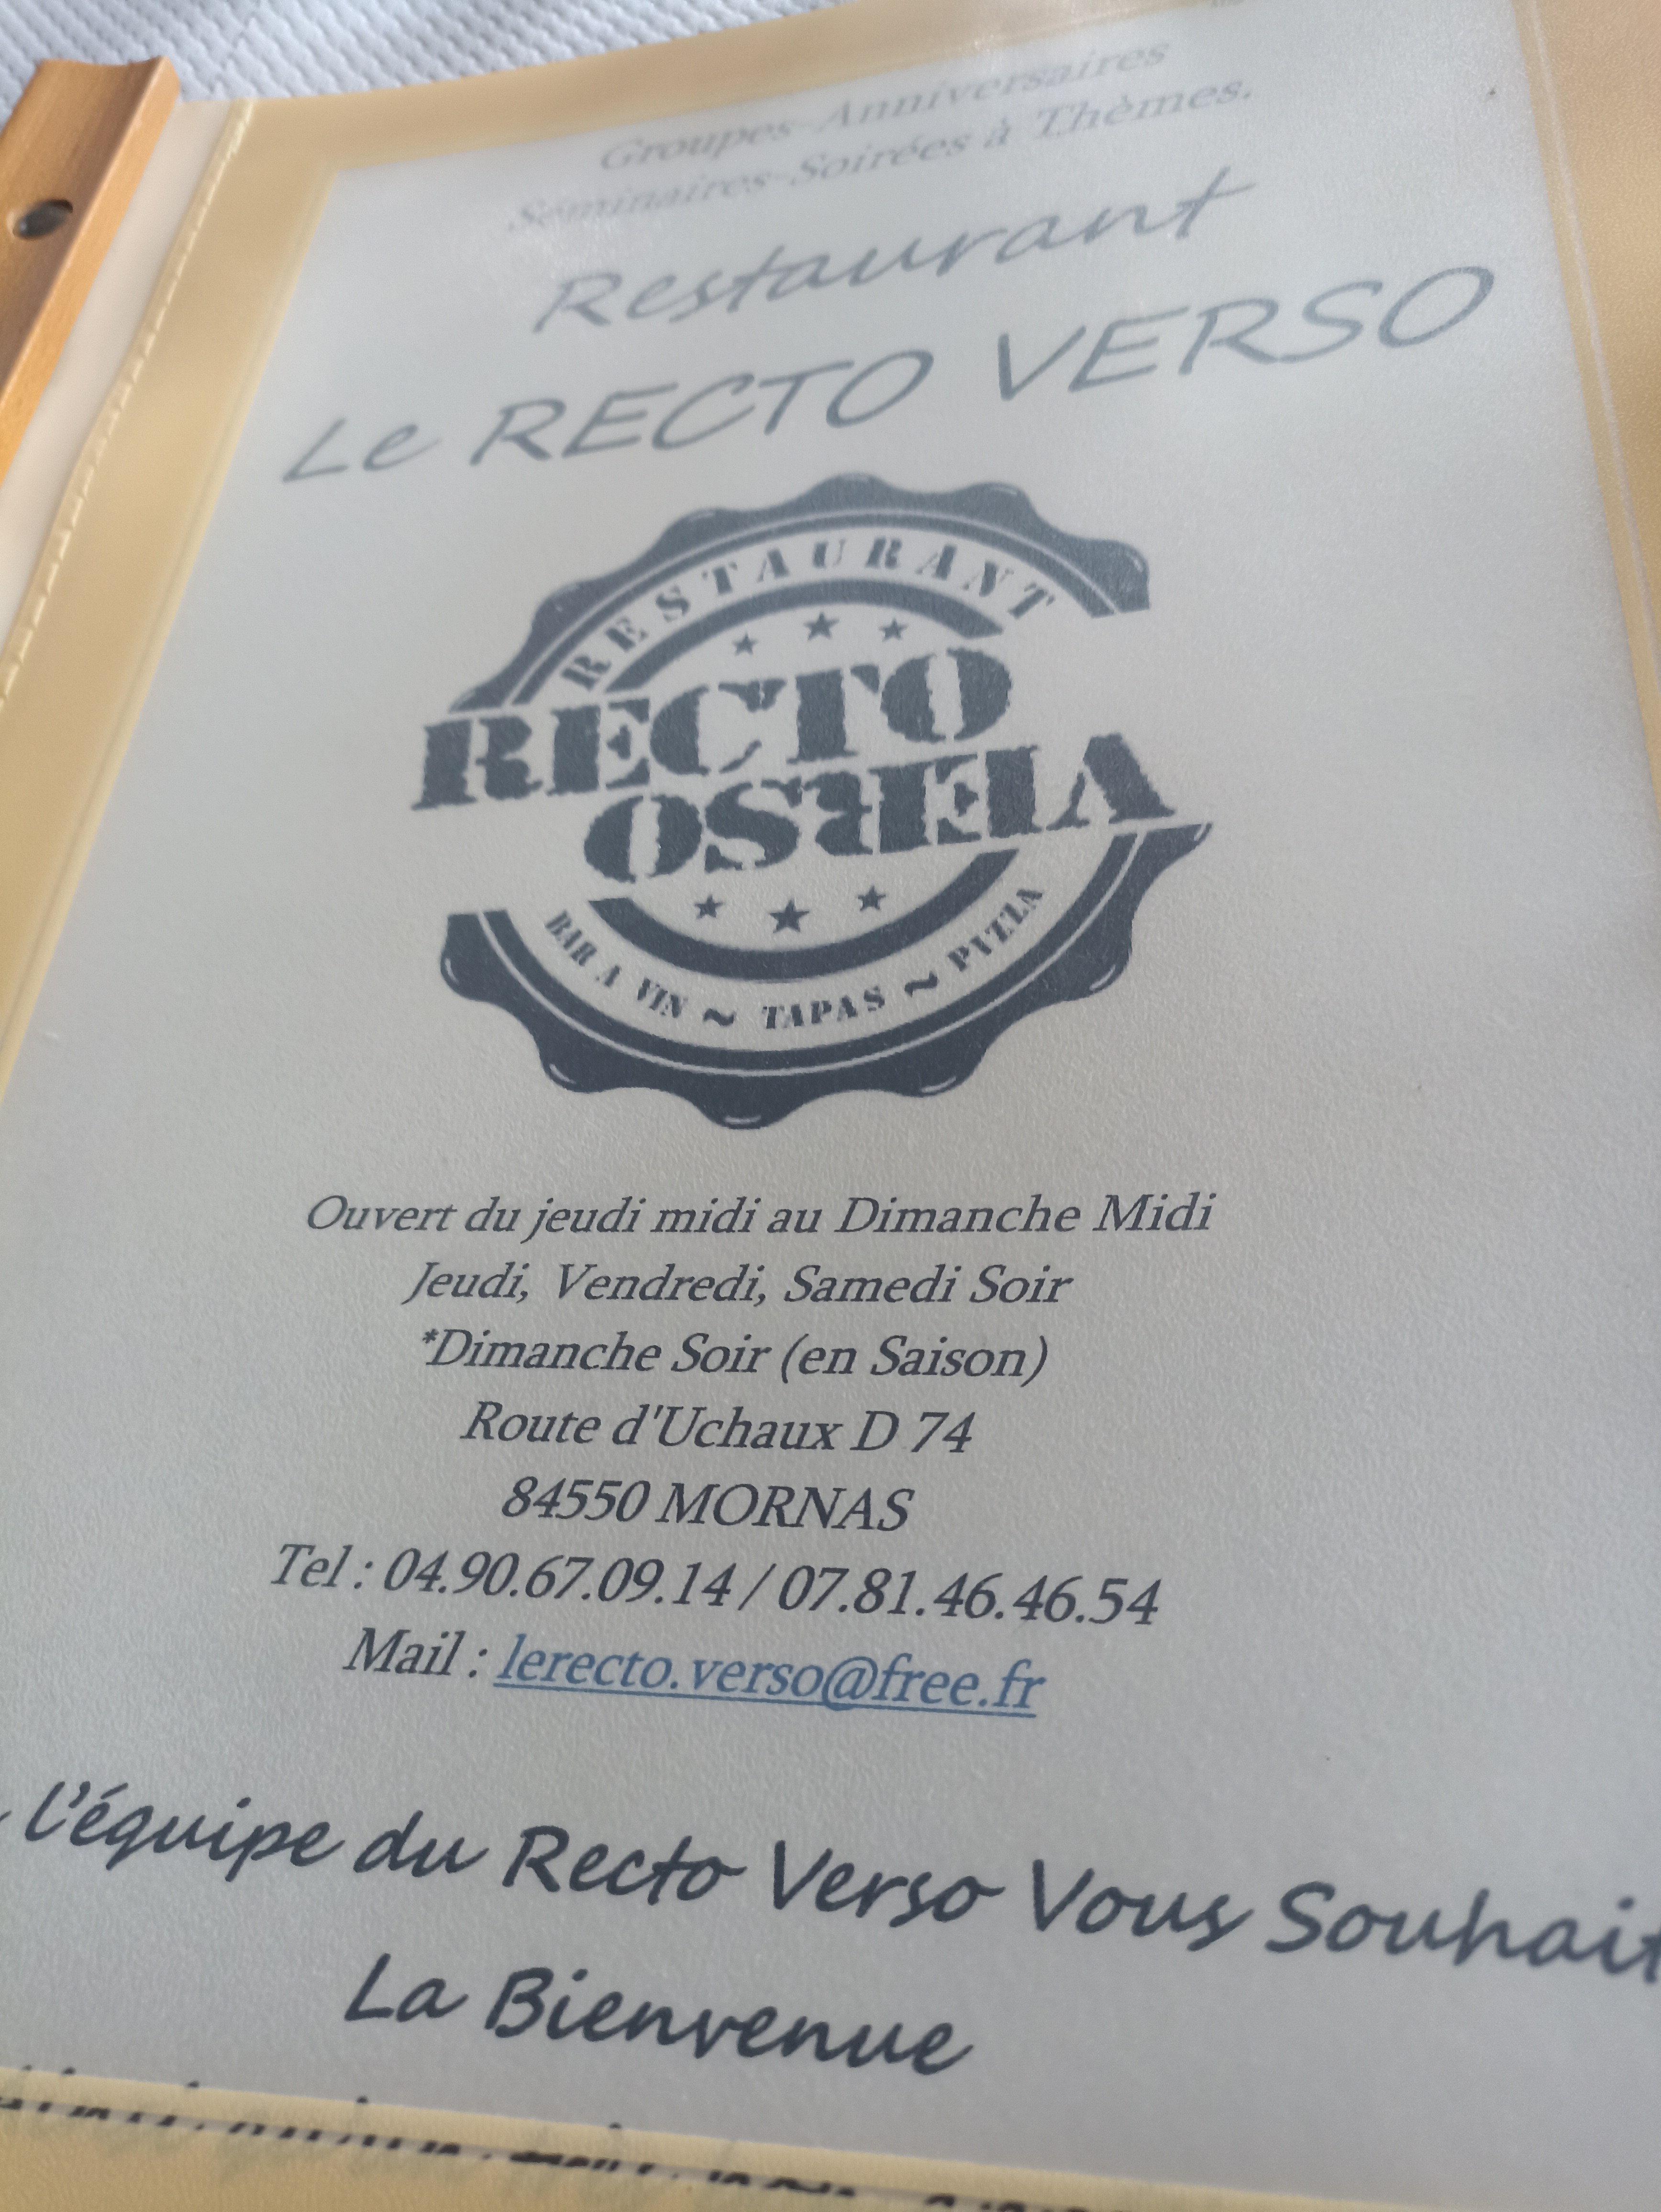 Groupes-Anniversaires
Séminaires-Soirées à Thèmes.
Restaurant
Le RECTO VERSO
RESTAURANT
RECTO
VERSO
BAR A VIN ~ TAPAS ~ PIZZA
Ouvert du jeudi midi au Dimanche Midi
Jeudi, Vendredi, Samedi Soir
*Dimanche Soir (en Saison)
Route d'Uchaux D 74
84550 MORNAS
Tel : 04.90.67.09.14 / 07.81.46.46.54
Mail : lerecto.verso@free.fr
L'équipe du Recto Verso Vous Souhait
La Bienvenue